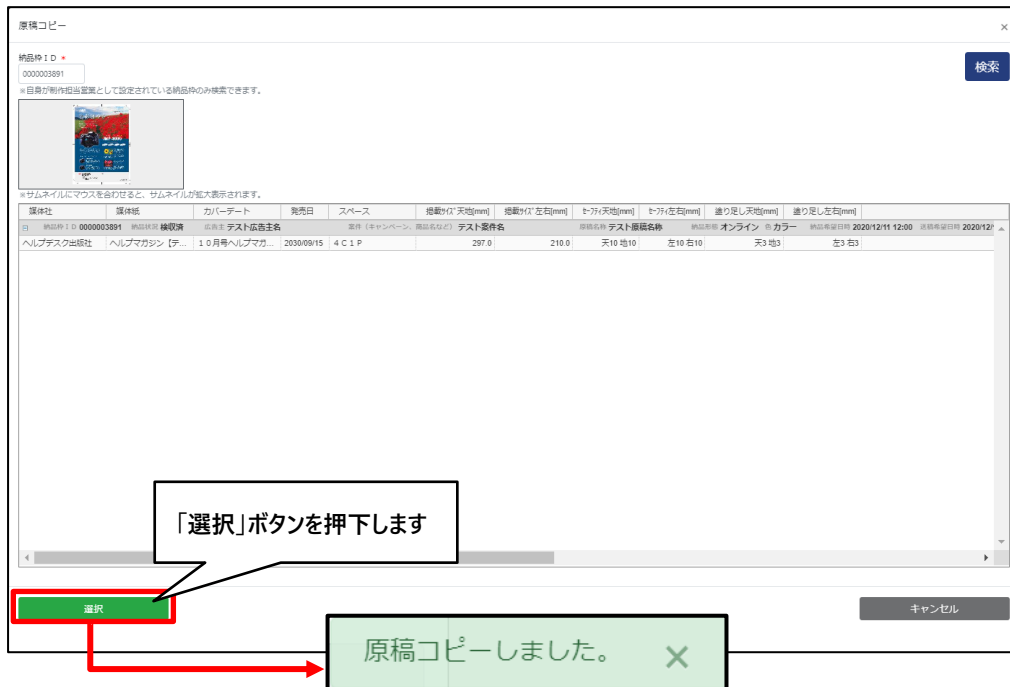 原稿コピー ×
納品枠ID *
0000003891
検索
※自身が制作担当営業として設定されている納品枠のみ検索できます。
※サムネイルにマウスを合わせると、サムネイルが拡大表示されます。
媒体社 媒体紙 カバーデート 発売日 スペース 掲載ｻｲｽﾞ天地[mm] 掲載ｻｲｽﾞ左右[mm] ｾｰﾌﾃｨ天地[mm] ｾｰﾌﾃｨ左右[mm] 塗り足し天地[mm] 塗り足し左右[mm]
納品枠ID 0000003891 納品状況 検収済 広告主 テスト広告主名 案件（キャンペーン、商品名など） テスト案件名 原稿名称 テスト原稿名称 納品形態 オンライン 色 カラー 納品希望日時 2020/12/11 12:00 送稿希望日時 2020/12/
ヘルプデスク出版社 ヘルプマガジン【テ... 10月号ヘルプマガ... 2030/09/15 4C1P 297.0 210.0 天10 地10 左10 右10 天3 地3 左3 右3
「選択」ボタンを押下します
選択
キャンセル
原稿コピーしました。 ×